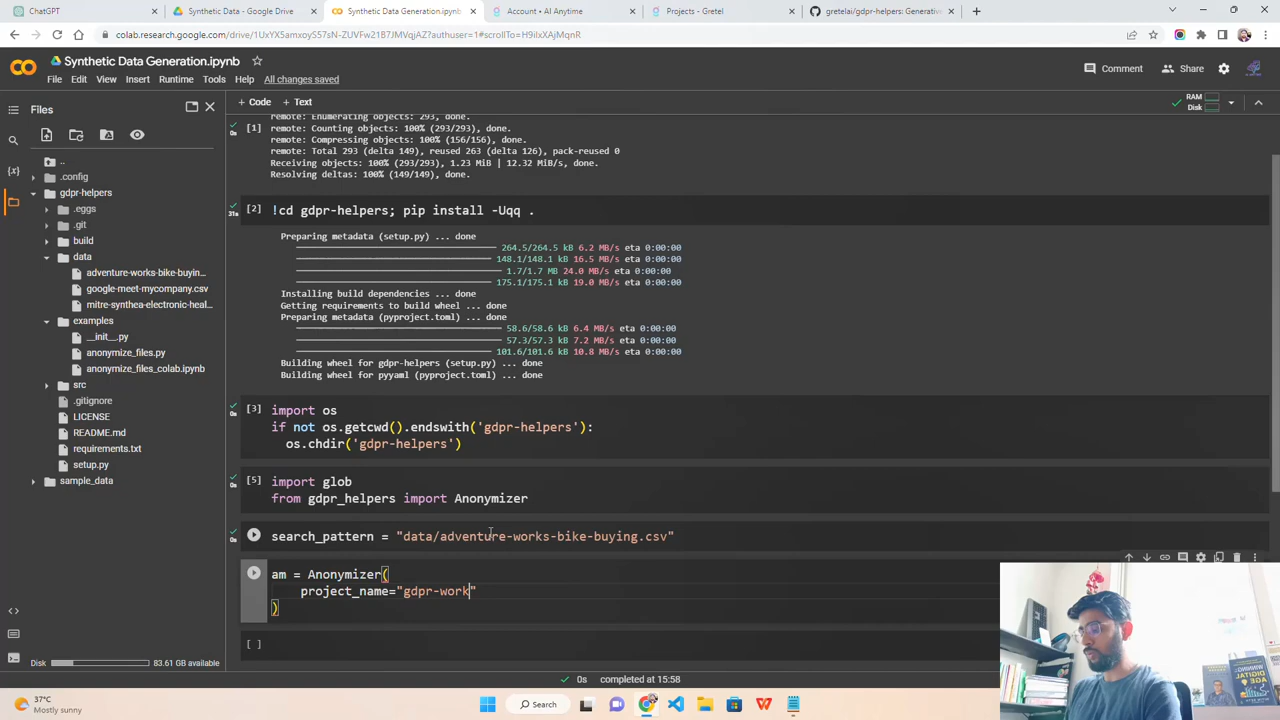 ChatGPT
Synthetic Data - Google Drive
Synthetic Data Generation.ipynb
Account • AI Anytime
Projects - Gretel
gretelai/gdpr-helpers: Generativ
colab.research.google.com/drive/
Synthetic Data Generation.ipynb
File Edit View Insert Runtime Tools Help All changes saved
Comment Share
+ Code + Text
RAM
Disk
Files
..
.config
gdpr-helpers
.eggs
.git
build
data
adventure-works-bike-buyin...
google-meet-mycompany.csv
mitre-synthea-electronic-heal...
examples
__init__.py
anonymize_files.py
anonymize_files_colab.ipynb
src
.gitignore
LICENSE
README.md
requirements.txt
setup.py
sample_data
Disk 83.61 GB available
remote: Enumerating objects: 293, done.
[1] remote: Counting objects: 100% (293/293), done.
0s
remote: Compressing objects: 100% (156/156), done.
remote: Total 293 (delta 149), reused 263 (delta 126), pack-reused 0
Receiving objects: 100% (293/293), 1.23 MiB | 12.32 MiB/s, done.
Resolving deltas: 100% (149/149), done.
[2] !cd gdpr-helpers; pip install -Uqq .
31s
Preparing metadata (setup.py) ... done
264.5/264.5 kB 6.2 MB/s eta 0:00:00
148.1/148.1 kB 16.5 MB/s eta 0:00:00
1.7/1.7 MB 24.0 MB/s eta 0:00:00
175.1/175.1 kB 19.0 MB/s eta 0:00:00
Installing build dependencies ... done
Getting requirements to build wheel ... done
Preparing metadata (pyproject.toml) ... done
58.6/58.6 kB 6.4 MB/s eta 0:00:00
57.3/57.3 kB 7.2 MB/s eta 0:00:00
101.6/101.6 kB 10.8 MB/s eta 0:00:00
Building wheel for gdpr-helpers (setup.py) ... done
Building wheel for pyyaml (pyproject.toml) ... done
[3] import os
0s
if not os.getcwd().endswith('gdpr-helpers'):
os.chdir('gdpr-helpers')
[5] import glob
0s
from gdpr_helpers import Anonymizer
search_pattern = "data/adventure-works-bike-buying.csv"
0s
am = Anonymizer(
project_name="gdpr-work"
)
[ ]
0s completed at 15:58
WINNING
DIGITAL
AGE
37°C
Mostly sunny
Search